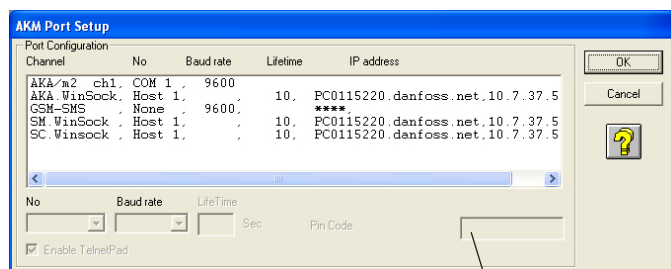 AKM Port Setup
Port Configuration
Channel No Baud rate Lifetime IP address
AKA/m2 ch1, COM 1 , 9600
AKA.WinSock, Host 1, , 10, PC0115220.danfoss.net,10.7.37.5
GSM-SMS , None , 9600, ****,
SM.WinSock , Host 1, , 10, PC0115220.danfoss.net,10.7.37.5
SC.Winsock , Host 1, , 10, PC0115220.danfoss.net,10.7.37.5
OK
Cancel
No Baud rate LifeTime
Sec Pin Code
Enable TelnetPad